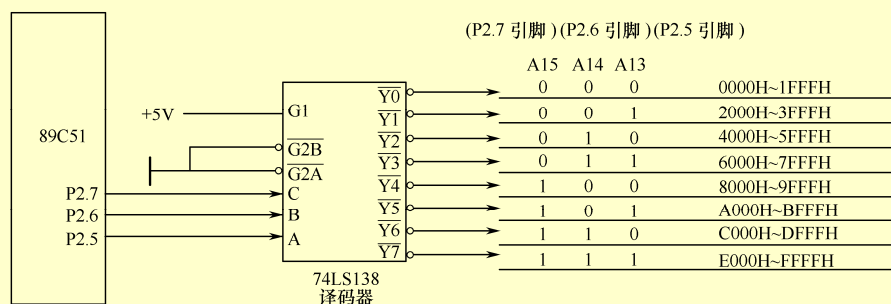 (P2.7 引脚)(P2.6 引脚)(P2.5 引脚)
A15 A14 A13
89C51
+5V
G1
G2B
G2A
P2.7
C
P2.6
B
P2.5
A
Y0 0 0 0 0000H~1FFFH
Y1 0 0 1 2000H~3FFFH
Y2 0 1 0 4000H~5FFFH
Y3 0 1 1 6000H~7FFFH
Y4 1 0 0 8000H~9FFFH
Y5 1 0 1 A000H~BFFFH
Y6 1 1 0 C000H~DFFFH
Y7 1 1 1 E000H~FFFFH
74LS138
译码器